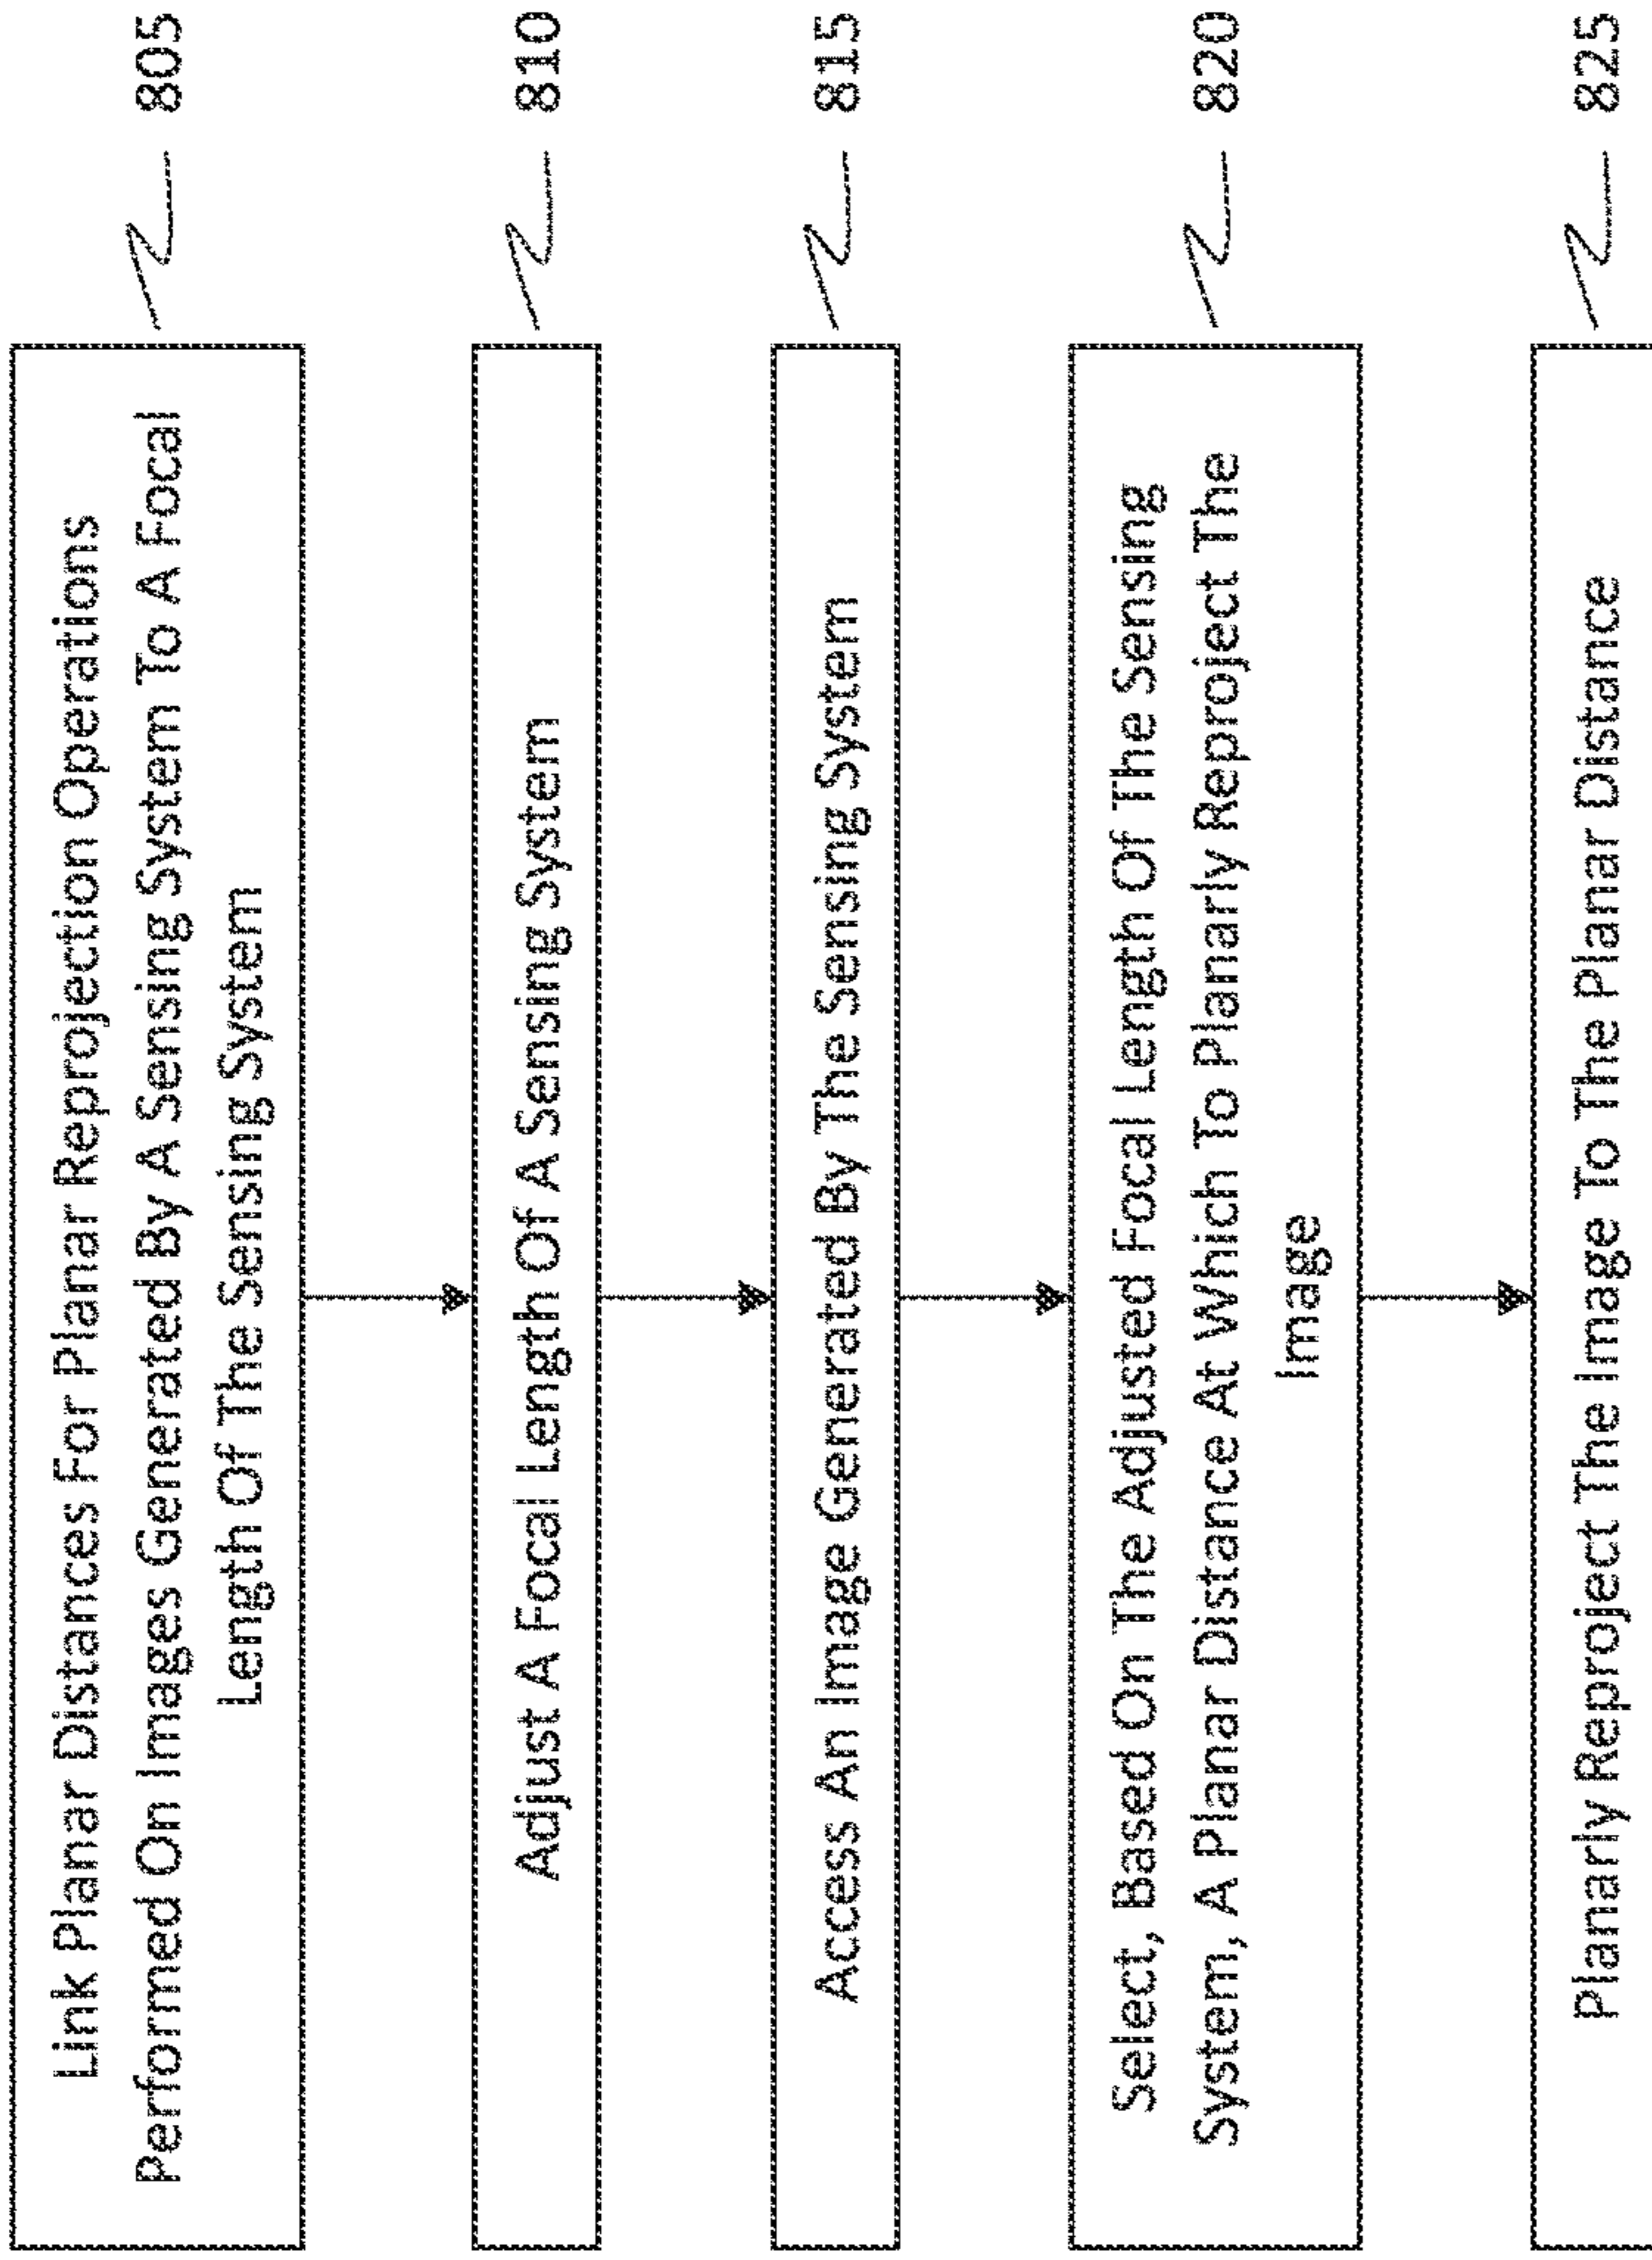 Link Planar Distances For Planar Reprojection Operations
Performed On Images Generated By A Sensing System To A Focal
Length Of The Sensing System
805
Adjust A Focal Length Of A Sensing System
810
Access An Image Generated By The Sensing System
815
Select, Based On The Adjusted Focal Length Of The Sensing
System, A Planar Distance At Which To Planarly Reproject The
Image
820
Planarly Reproject The Image To The Planar Distance
825